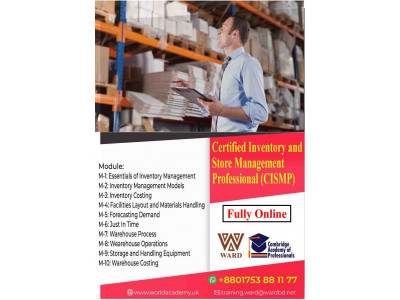 Certified Inventory and
Store Management
Professional (CISMP)
Module:
M-1: Essentials of Inventory Management
M-2: Inventory Management Models
M-3: Inventory Costing
M-4: Facilities Layout and Materials Handling
M-5: Forecasting Demand
M-6: Just In Time
M-7: Warehouse Process
M-8: Wearehouse Operations
M-9: Storage and Handling Equipment
M-10: Warehouse Costing
Fully Online
WARD
Cambridge
Academy of
Professionals
+8801753 88 11 77
www.worldacademy.uk
training.ward@wardbd.net